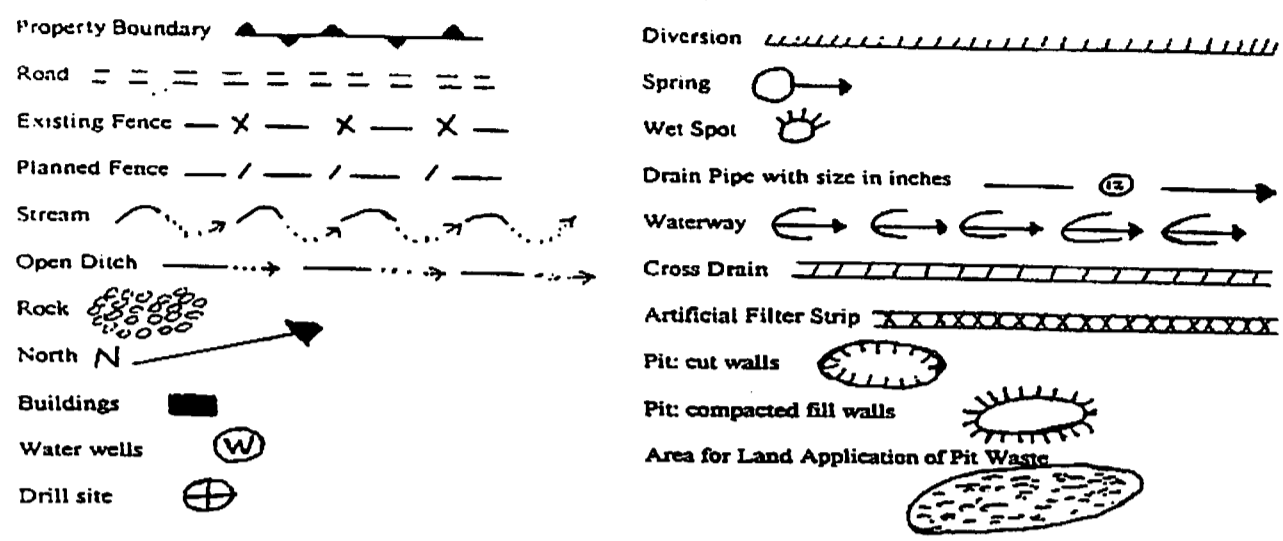 Property Boundary
Road
Existing Fence
Planned Fence
Stream
Open Ditch
Rock
North N
Buildings
Water wells W
Drill site
Diversion
Spring
Wet Spot
Drain Pipe with size in inches 12
Waterway
Cross Drain
Artificial Filter Strip
Pit: cut walls
Pit: compacted fill walls
Area for Land Application of Pit Waste